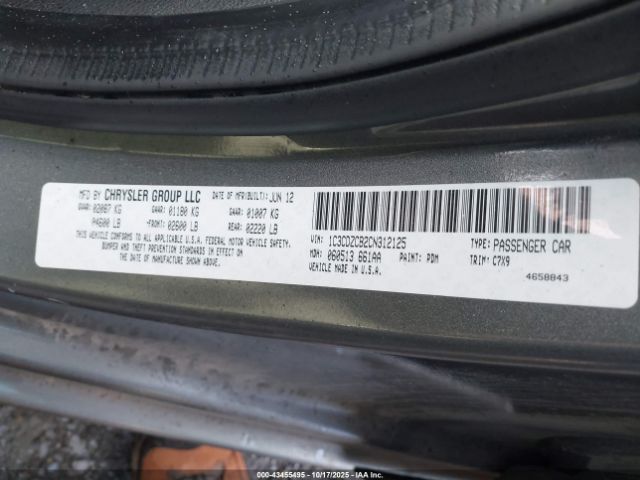 MFD BY CHRYSLER GROUP LLC DATE OF MFR(BUILT): JUN 12
GVWR: 02087 KG GAWR: 01180 KG GAWR: 01007 KG
P4600 LB FRONT: 02600 LB REAR: 02220 LB
THIS VEHICLE CONFORMS TO ALL APPLICABLE U.S.A. FEDERAL MOTOR VEHICLE SAFETY,
BUMPER AND THEFT PREVENTION STANDARDS IN EFFECT ON
THE DATE OF MANUFACTURE SHOWN ABOVE.
VIN: 1C3CDZCB2CN312125 TYPE: PASSENGER CAR
MDH: 060513 661AA PAINT: PDM TRIM: C7X9
VEHICLE MADE IN U.S.A. 4658843
000-43455495 - 10/17/2025 - IAA Inc.